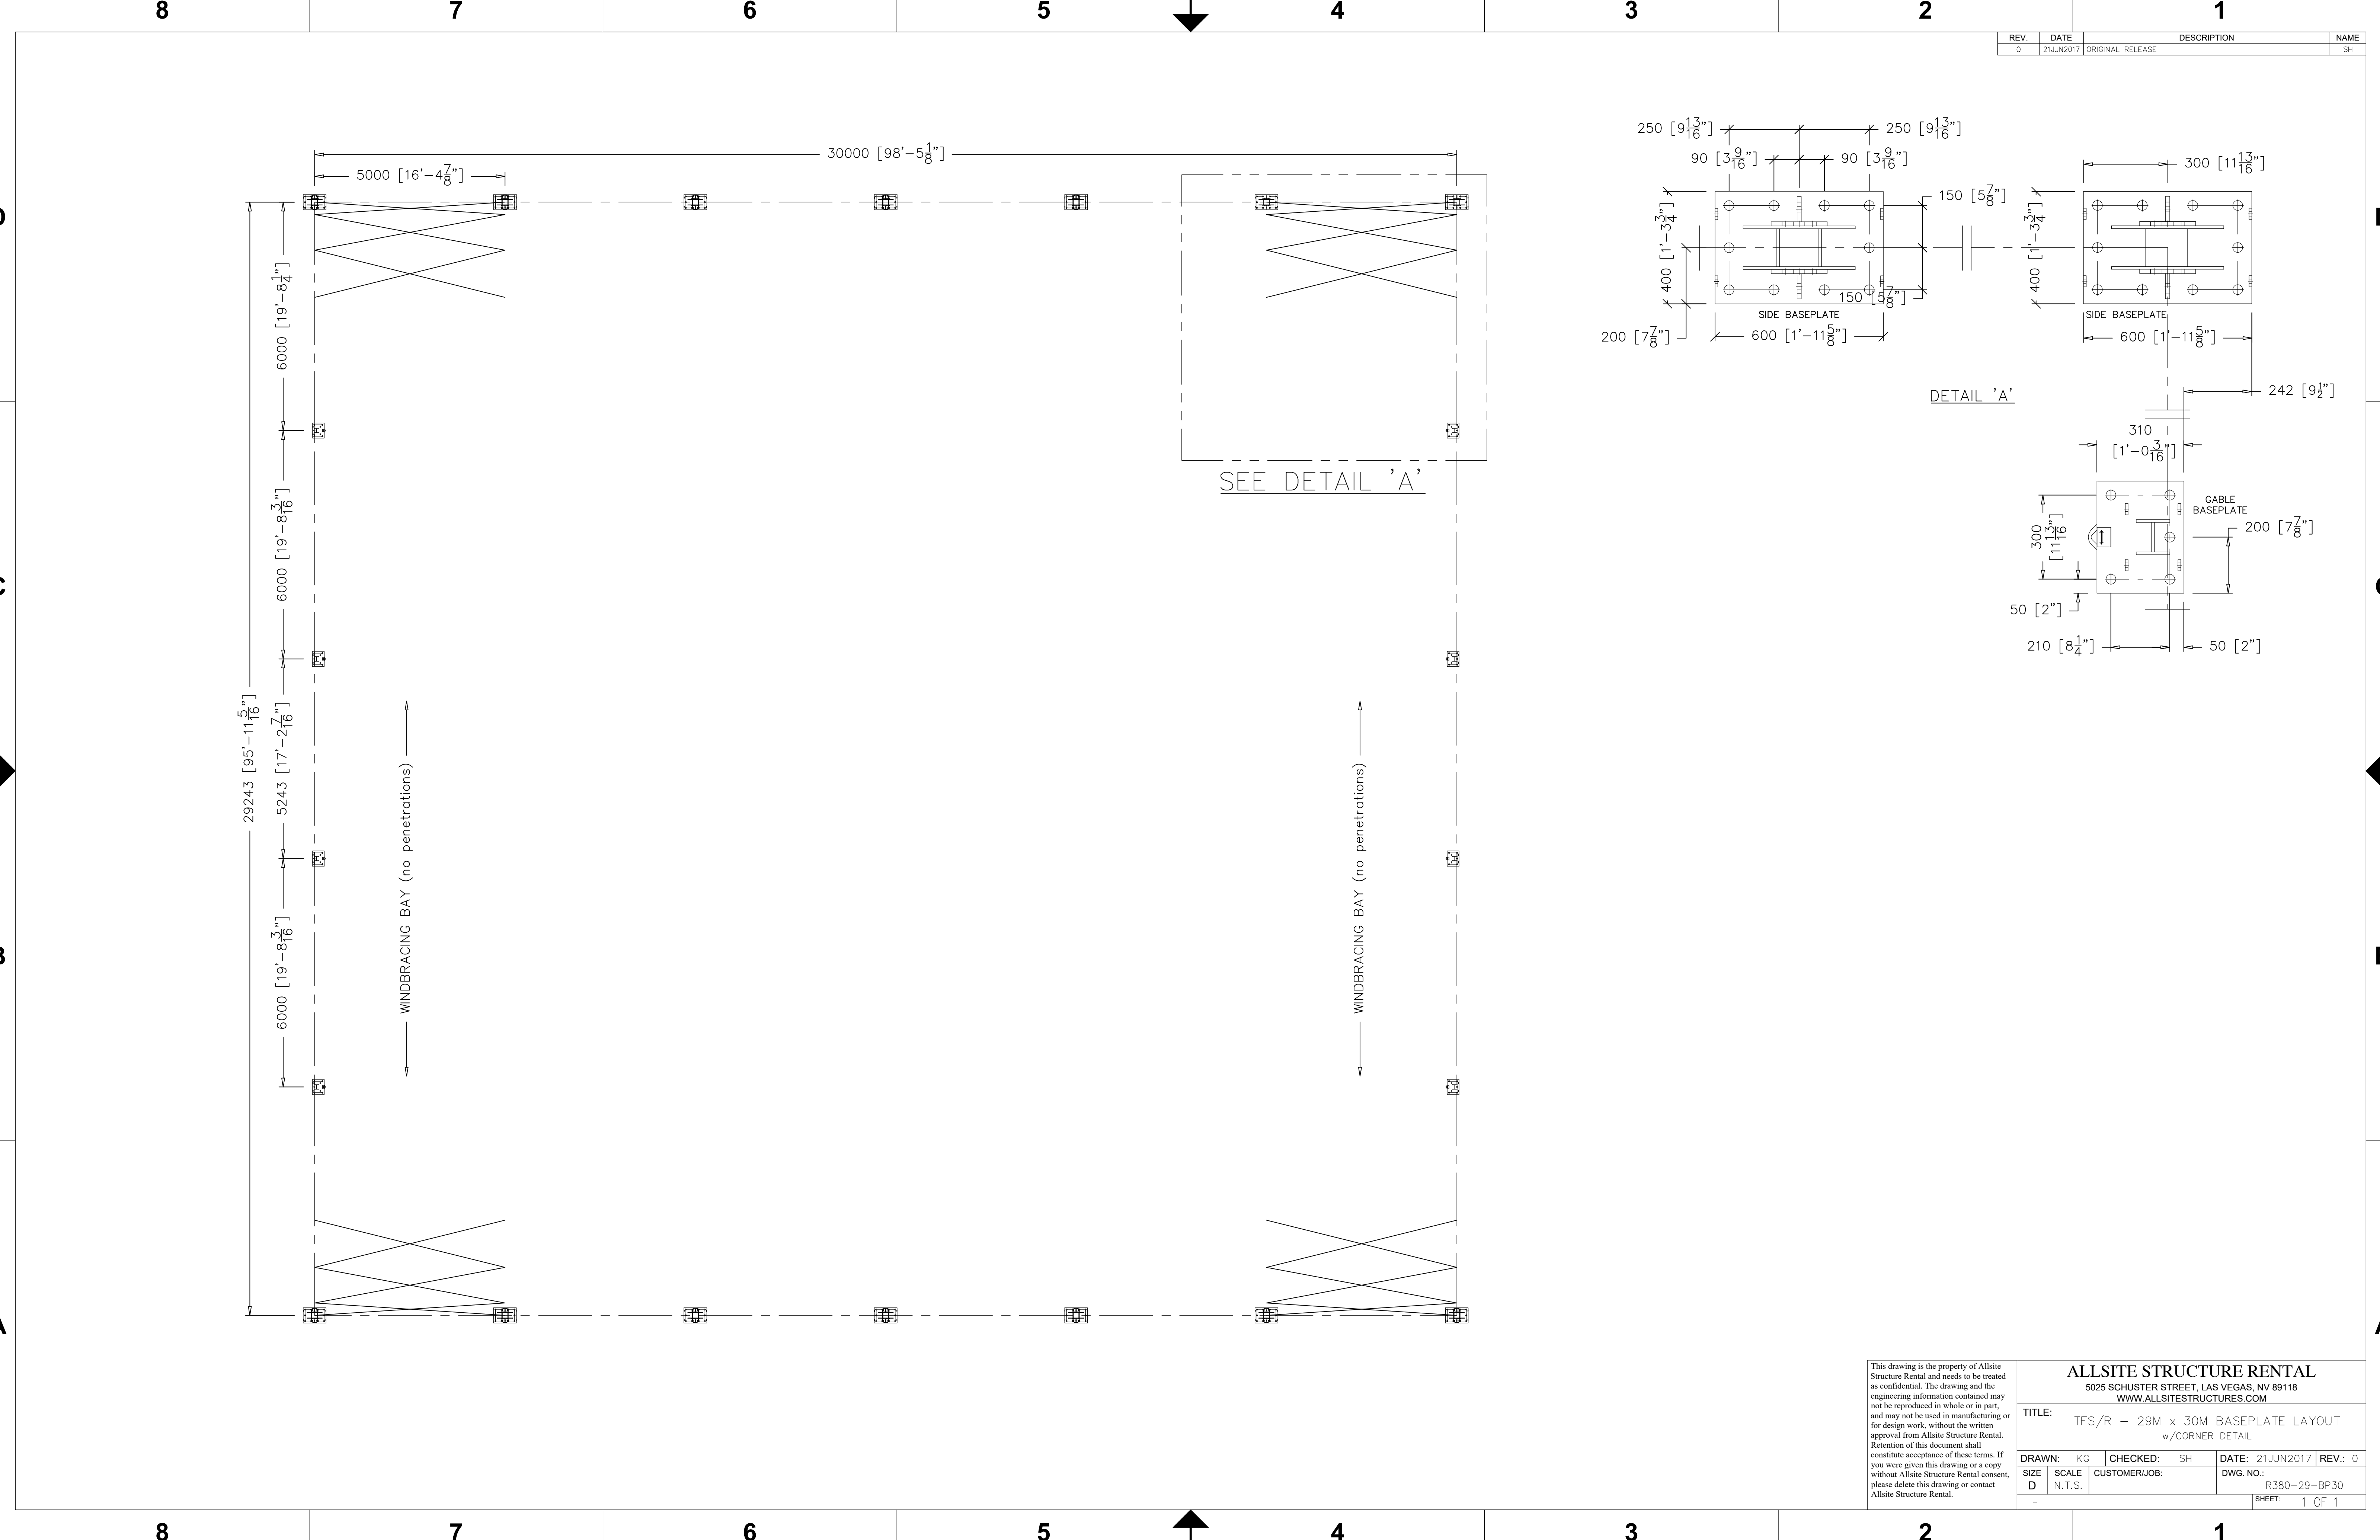 8 7 6 5 4 3 2 1
REV. DATE DESCRIPTION NAME
0 21JUN2017 ORIGINAL RELEASE SH
30000 [98'-5 1/8"]
5000 [16'-4 7/8"]
29243 [95'-11 5/16"]
6000 [19'-8 1/4"]
6000 [19'-8 3/16"]
5243 [17'-2 7/16"]
6000 [19'-8 3/16"]
WINDBRACING BAY (no penetrations)
WINDBRACING BAY (no penetrations)
SEE DETAIL 'A'
250 [9 13/16"]
250 [9 13/16"]
90 [3 9/16"]
90 [3 9/16"]
150 [5 7/8"]
400 [1'-3 3/4"]
150 [5 7/8"]
SIDE BASEPLATE
200 [7 7/8"]
600 [1'-11 5/8"]
300 [11 13/16"]
400 [1'-3 3/4"]
SIDE BASEPLATE
600 [1'-11 5/8"]
DETAIL 'A'
242 [9 1/2"]
310
[1'-0 3/16"]
GABLE
BASEPLATE
200 [7 7/8"]
300
[11 13/16"]
50 [2"]
210 [8 1/4"]
50 [2"]
C
B
A
This drawing is the property of Allsite
Structure Rental and needs to be treated
as confidential. The drawing and the
engineering information contained may
not be reproduced in whole or in part,
and may not be used in manufacturing or
for design work, without the written
approval from Allsite Structure Rental.
Retention of this document shall
constitute acceptance of these terms. If
you were given this drawing or a copy
without Allsite Structure Rental consent,
please delete this drawing or contact
Allsite Structure Rental.
ALLSITE STRUCTURE RENTAL
5025 SCHUSTER STREET, LAS VEGAS, NV 89118
WWW.ALLSITESTRUCTURES.COM
TITLE:
TFS/R - 29M x 30M BASEPLATE LAYOUT
w/CORNER DETAIL
DRAWN: KG CHECKED: SH DATE: 21JUN2017 REV.: 0
SIZE SCALE CUSTOMER/JOB: DWG. NO.:
D N.T.S. R380-29-BP30
- SHEET: 1 OF 1
8 7 6 5 4 3 2 1